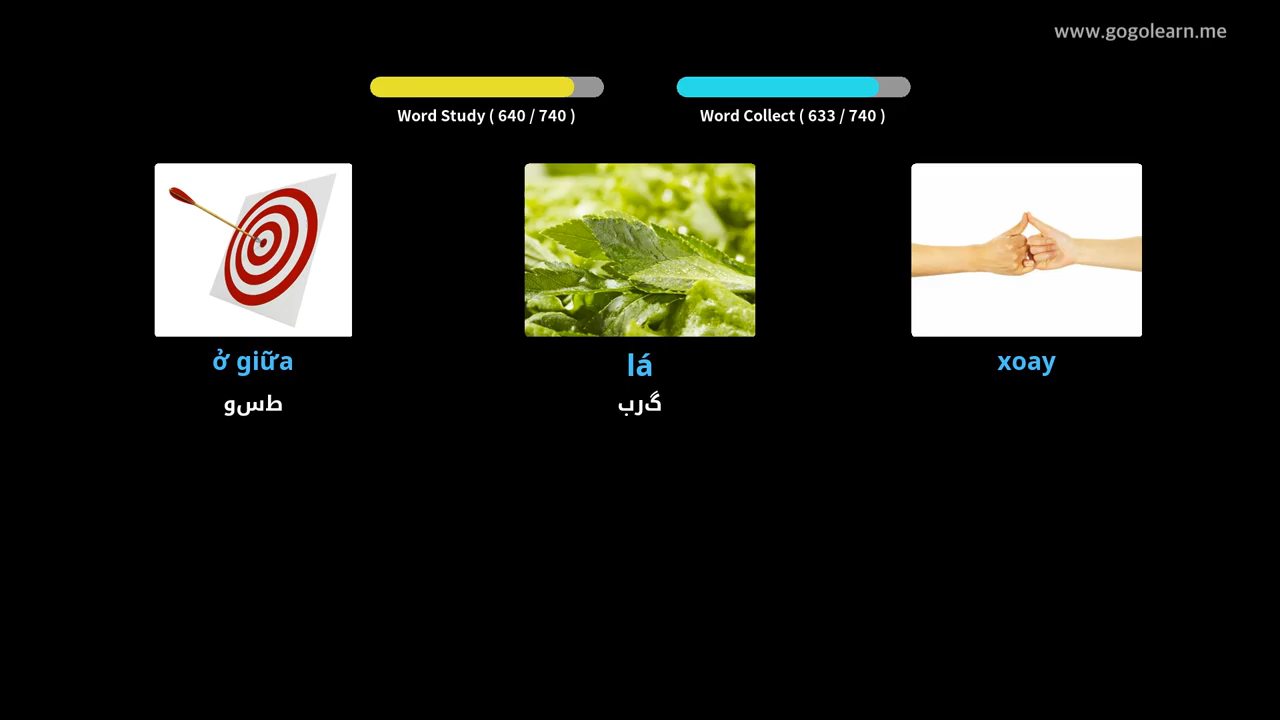 www.gogolearn.me
Word Study ( 640 / 740 )
Word Collect ( 633 / 740 )
ở giữa
lá
xoay
طسو
گرب